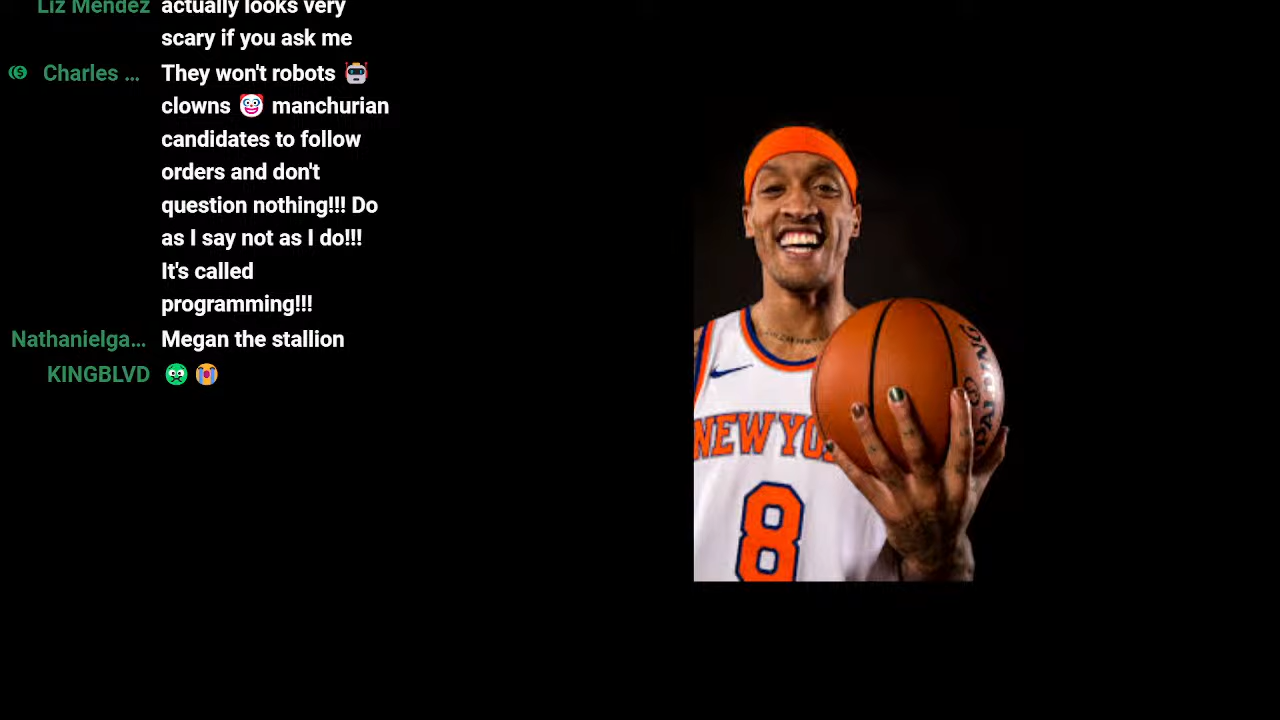 Liz Mendez actually looks very
scary if you ask me
Charles ... They won't robots 🤖
clowns 🤡 manchurian
candidates to follow
orders and don't
question nothing!!! Do
as I say not as I do!!!
It's called
programming!!!
Nathanielga... Megan the stallion
KINGBLVD 🤢 😭
NEW YO
8
SPALDING